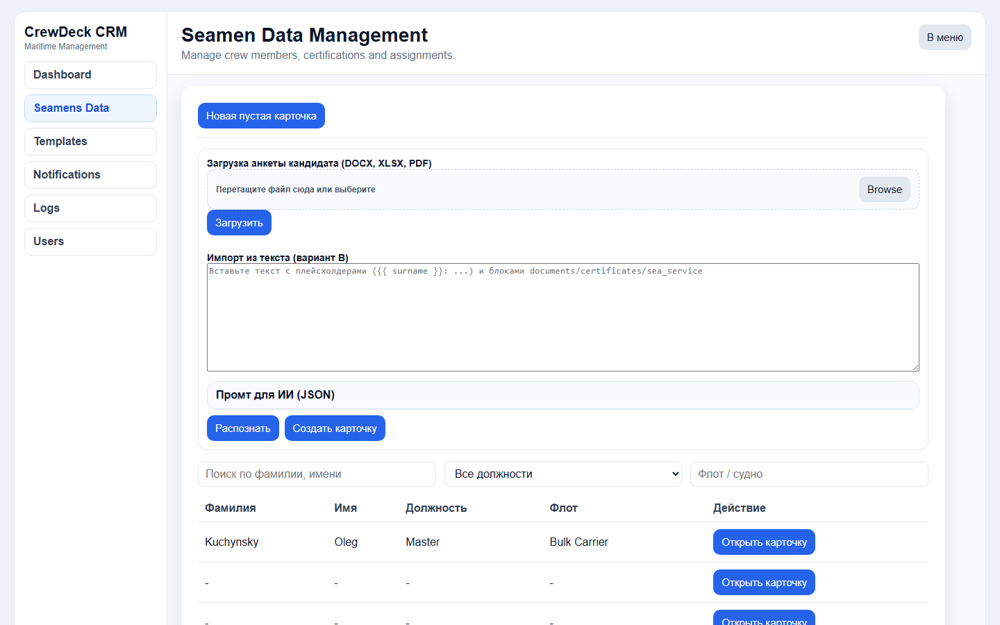 CrewDeck CRM
Maritime Management
Dashboard
Seamens Data
Templates
Notifications
Logs
Users
Seamen Data Management
Manage crew members, certifications and assignments.
В меню
Новая пустая карточка
Загрузка анкеты кандидата (DOCX, XLSX, PDF)
Перетащите файл сюда или выберите
Browse
Загрузить
Импорт из текста (вариант B)
Вставьте текст с плейсхолдерами ({{ surname }}: ...) и блоками documents/certificates/sea_service
Промт для ИИ (JSON)
Распознать
Создать карточку
Поиск по фамилии, имени
Все должности
Флот / судно
Фамилия Имя Должность Флот Действие
Kuchynsky Oleg Master Bulk Carrier Открыть карточку
- - - - Открыть карточку
- - - - Открыть карточку